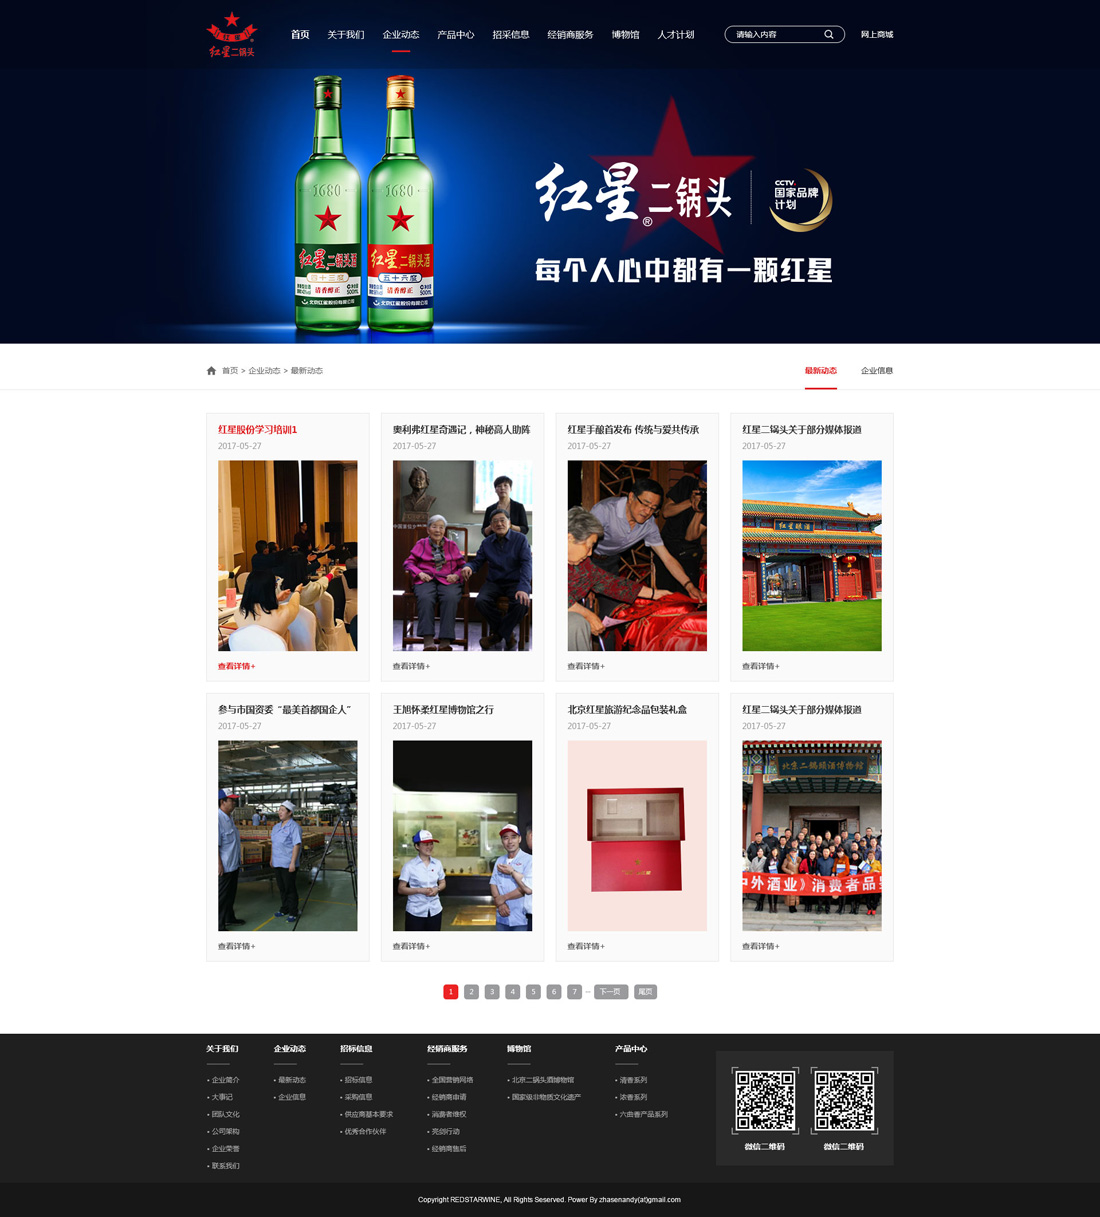 红星二锅头
首页 关于我们 企业动态 产品中心 招采信息 经销商服务 博物馆 人才计划 请输入内容 网上商城
1680 1680
红星二锅头® CCTV. 国家品牌计划
每个人心中都有一颗红星
红星二锅头酒 红星二锅头酒
四十三度 五十六度
清香醇正 500mL 清香醇正 500mL
北京红星股份有限公司 北京红星股份有限公司
首页 > 企业动态 > 最新动态 最新动态 企业信息
红星股份学习培训1
2017-05-27
查看详情+
奥利弗红星奇遇记，神秘高人助阵
2017-05-27
查看详情+
红星手酿首发布 传统与爱共传承
2017-05-27
查看详情+
红星二锅头关于部分媒体报道
2017-05-27
查看详情+
参与市国资委“最美首都国企人”
2017-05-27
查看详情+
王旭怀柔红星博物馆之行
2017-05-27
查看详情+
北京红星旅游纪念品包装礼盒
2017-05-27
查看详情+
红星二锅头关于部分媒体报道
2017-05-27
北京二锅头酒博物馆
中外酒业》消费者品
查看详情+
1 2 3 4 5 6 7 ··· 下一页 尾页
关于我们
• 企业简介
• 大事记
• 团队文化
• 公司架构
• 企业荣誉
• 联系我们
企业动态
• 最新动态
• 企业信息
招标信息
• 招标信息
• 采购信息
• 供应商基本要求
• 优秀合作伙伴
经销商服务
• 全国营销网络
• 经销商申请
• 消费者维权
• 亮剑行动
• 经销商售后
博物馆
• 北京二锅头酒博物馆
• 国家级非物质文化遗产
产品中心
• 清香系列
• 浓香系列
• 六曲香产品系列
微信二维码 微信二维码
Copyright REDSTARWINE, All Rights Seserved. Power By zhasenandy(at)gmail.com